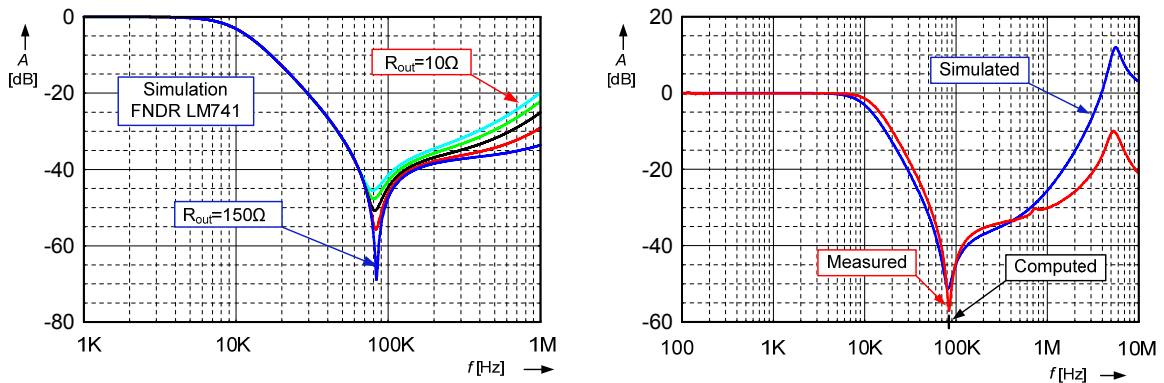 0
-20
-40
-60
-80
A
[dB]
Simulation
FNDR LM741
Rout=10Ω
Rout=150Ω
1K
10K
100K
1M
f [Hz]
20
0
-20
-40
-60
A
[dB]
Simulated
Measured
Computed
100
1K
10K
100K
1M
10M
f [Hz]